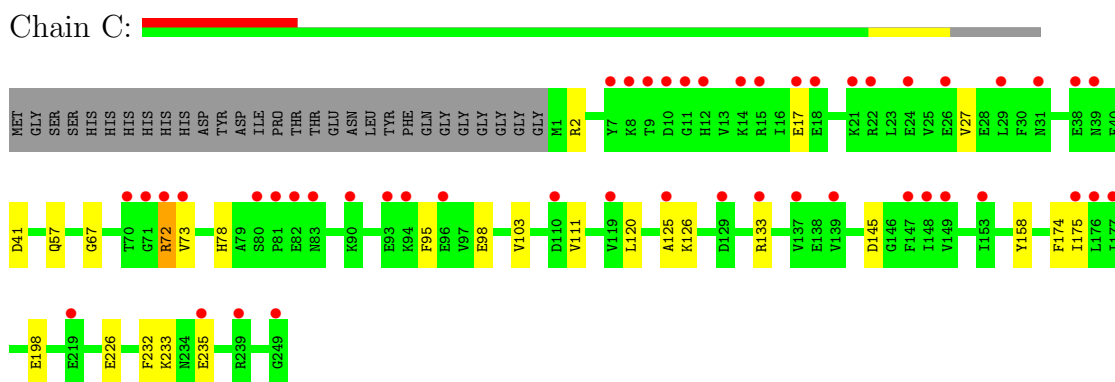 Chain C:
MET GLY SER SER HIS HIS HIS HIS HIS HIS ASP TYR ASP ILE PRO THR THR GLU ASN LEU TYR PHE GLN GLY GLY GLY GLY GLY M1 R2 Y7 K8 T9 D10 G11 H12 V13 K14 R15 I16 E17 E18 K21 R22 L23 E24 V25 E26 V27 E28 L29 F30 N31 E38 N39 E40
D41 Q57 G67 T70 G71 R72 V73 H78 A79 S80 P81 E82 N83 K90 E93 K94 F95 E96 V97 E98 V103 D110 V111 V119 L120 A125 K126 D129 R133 V137 E138 V139 D145 G146 F147 I148 V149 I153 Y158 F174 I175 L176 I177
E198 E219 E226 F232 K233 N234 E235 R239 G249